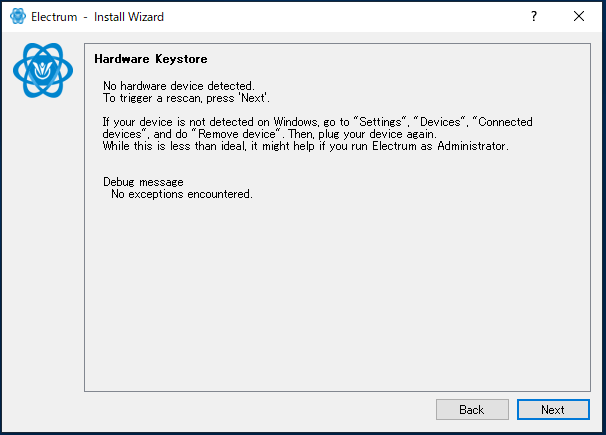 Electrum - Install Wizard
?
Hardware Keystore
No hardware device detected.
To trigger a rescan, press 'Next'.
If your device is not detected on Windows, go to "Settings", "Devices", "Connected
devices", and do "Remove device". Then, plug your device again.
While this is less than ideal, it might help if you run Electrum as Administrator.
Debug message
No exceptions encountered.
Back
Next